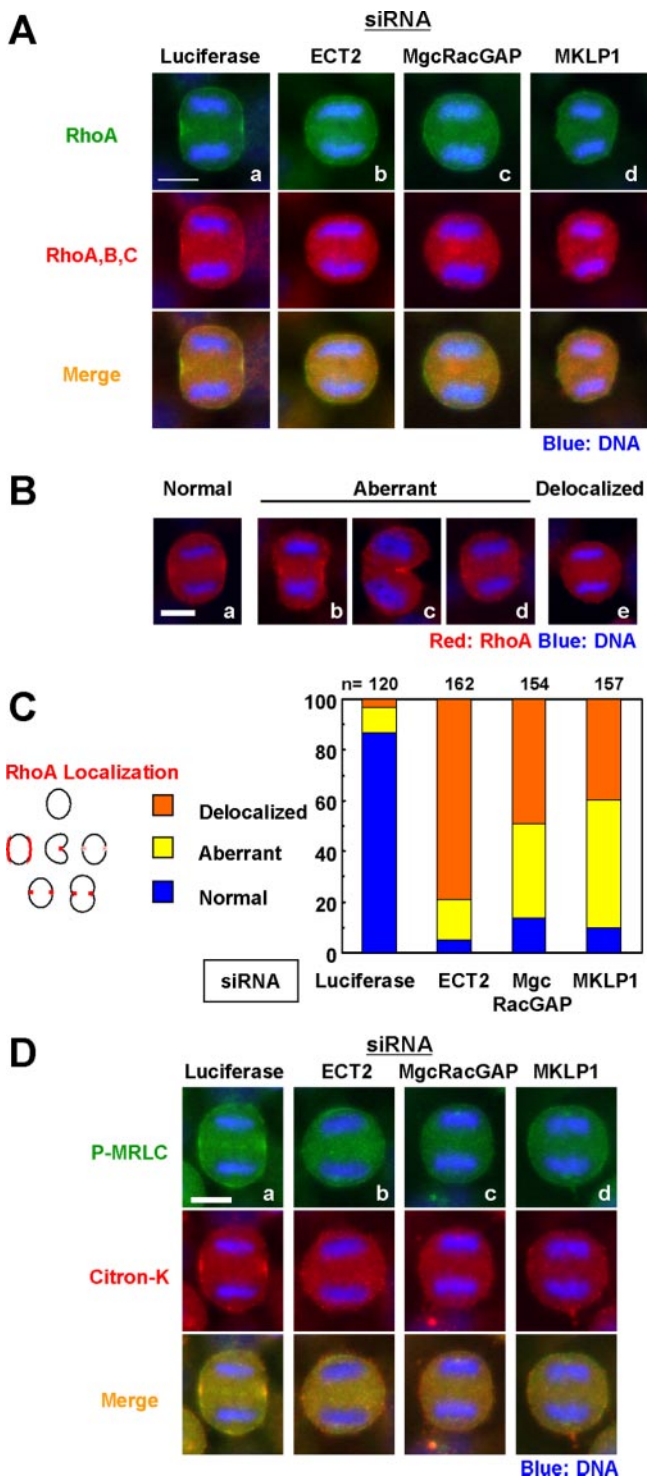 A
siRNA
Luciferase ECT2 MgcRacGAP MKLP1
RhoA
a b c d
RhoA,B,C
Merge
Blue: DNA
B
Normal Aberrant Delocalized
a b c d e
Red: RhoA Blue: DNA
C
n= 120 162 154 157
100
80
60
40
20
0
RhoA Localization
Delocalized
Aberrant
Normal
siRNA
Luciferase ECT2 Mgc MKLP1
RacGAP
D
siRNA
Luciferase ECT2 MgcRacGAP MKLP1
P-MRLC
a b c d
Citron-K
Merge
Blue: DNA